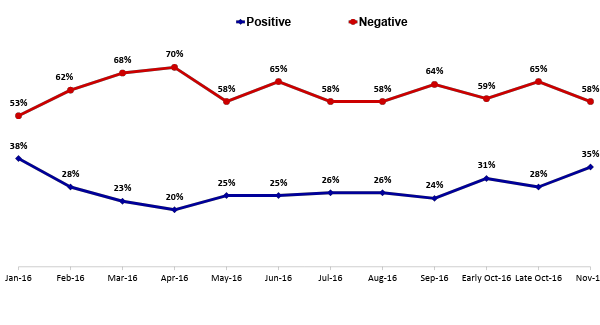 Positive Negative
53% 62% 68% 70% 58% 65% 58% 58% 64% 59% 65% 58%
38% 28% 23% 20% 25% 25% 26% 26% 24% 31% 28% 35%
Jan-16 Feb-16 Mar-16 Apr-16 May-16 Jun-16 Jul-16 Aug-16 Sep-16 Early Oct-16 Late Oct-16 Nov-1